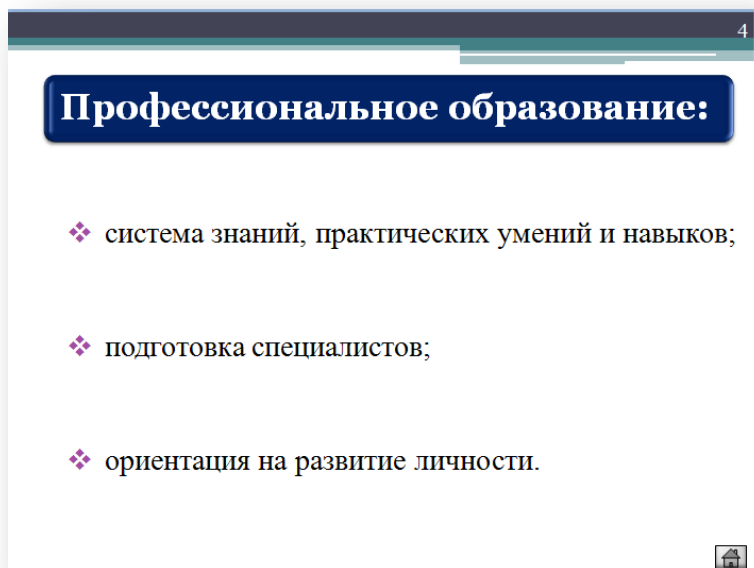 4
Профессиональное образование:
система знаний, практических умений и навыков;
подготовка специалистов;
ориентация на развитие личности.